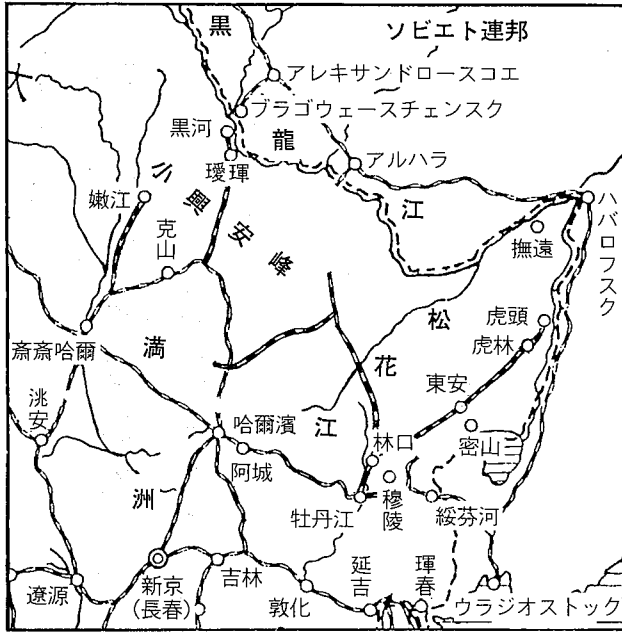 ソビエト連邦
黒龍江
アレキサンドロースコエ
ブラゴウェースチェンスク
黒河
璦琿
アルハラ
小興安峰
嫩江
克山
ハバロフスク
撫遠
松花江
虎頭
虎林
斎斎哈爾
満洲
東安
洮安
哈爾濱
阿城
林口
密山
牡丹江
穆陵
綏芬河
新京
(長春)
吉林
遼源
敦化
延吉
琿春
ウラジオストック